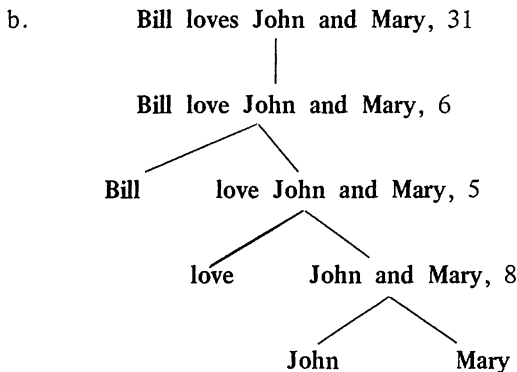 b. Bill loves John and Mary, 31
Bill love John and Mary, 6
Bill love John and Mary, 5
love John and Mary, 8
John Mary